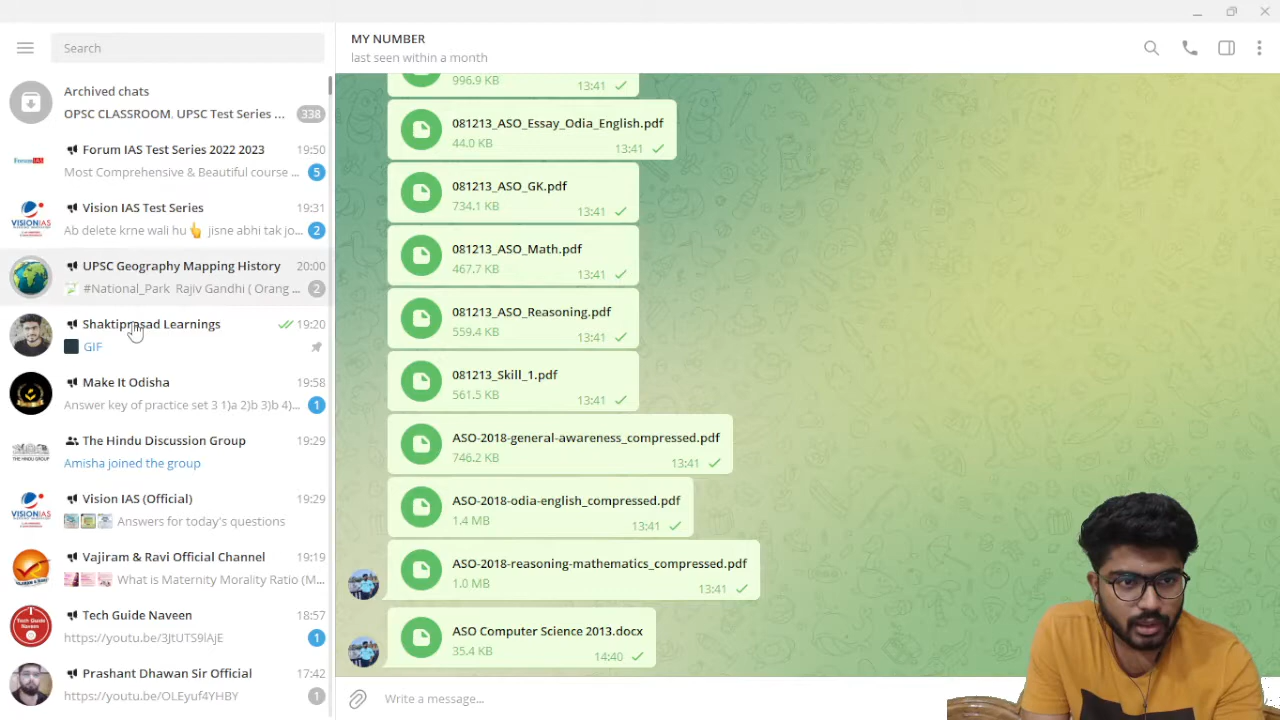 Search
Archived chats
OPSC CLASSROOM, UPSC Test Series ... 338
Forum IAS Test Series 2022 2023 19:50
Most Comprehensive & Beautiful course ... 5
Vision IAS Test Series 19:31
Ab delete krne wali hu👆 jisne abhi tak jo... 2
UPSC Geography Mapping History 20:00
#National_Park Rajiv Gandhi ( Orang ... 2
Shaktiprasad Learnings 19:20
GIF
Make It Odisha 19:58
Answer key of practice set 3 1)a 2)b 3)b 4)... 1
The Hindu Discussion Group 19:29
Amisha joined the group
Vision IAS (Official) 19:29
Answers for today's questions
Vajiram & Ravi Official Channel 19:19
What is Maternity Morality Ratio (M...
Tech Guide Naveen 18:57
https://youtu.be/3JtUTS9lAjE 1
Prashant Dhawan Sir Official 17:42
https://youtu.be/OLEyuf4YHBY 1
Forum IAS
VISIONIAS
THE HINDU
VISIONIAS
Tech Guide
Naveen
MY NUMBER
last seen within a month
996.9 KB 13:41
081213_ASO_Essay_Odia_English.pdf
44.0 KB 13:41
081213_ASO_GK.pdf
734.1 KB 13:41
081213_ASO_Math.pdf
467.7 KB 13:41
081213_ASO_Reasoning.pdf
559.4 KB 13:41
081213_Skill_1.pdf
561.5 KB 13:41
ASO-2018-general-awareness_compressed.pdf
746.2 KB 13:41
ASO-2018-odia-english_compressed.pdf
1.4 MB 13:41
ASO-2018-reasoning-mathematics_compressed.pdf
1.0 MB 13:41
ASO Computer Science 2013.docx
35.4 KB 14:40
Write a message...